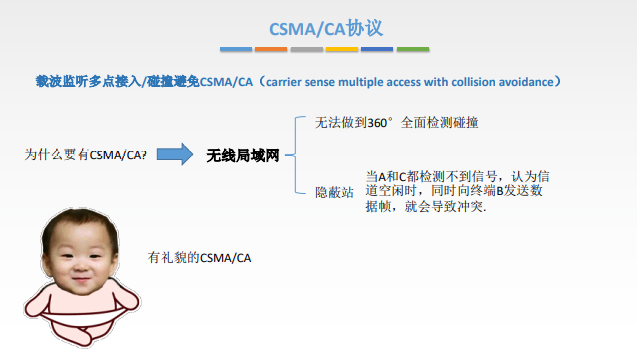 CSMA/CA协议
载波监听多点接入/碰撞避免CSMA/CA（carrier sense multiple access with collision avoidance）
无法做到360°全面检测碰撞
为什么要有CSMA/CA?
无线局域网
隐蔽站
当A和C都检测不到信号，认为信
道空闲时，同时向终端B发送数
据帧，就会导致冲突.
有礼貌的CSMA/CA